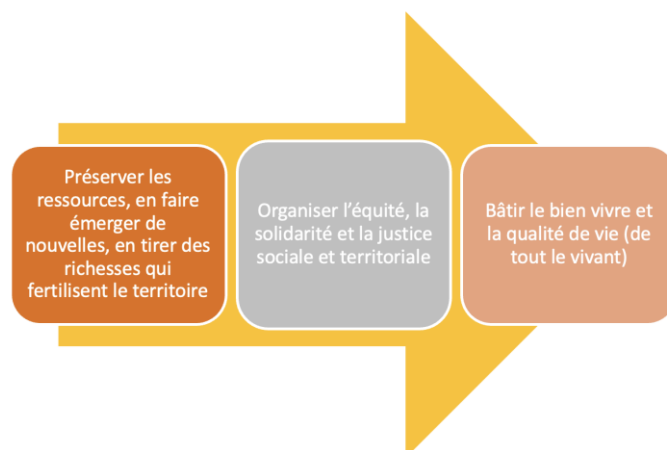 Préserver les
ressources, en faire
émerger de
nouvelles, en tirer des
richesses qui
fertilisent le territoire
Organiser l'équité, la
solidarité et la justice
sociale et territoriale
Bâtir le bien vivre et
la qualité de vie (de
tout le vivant)